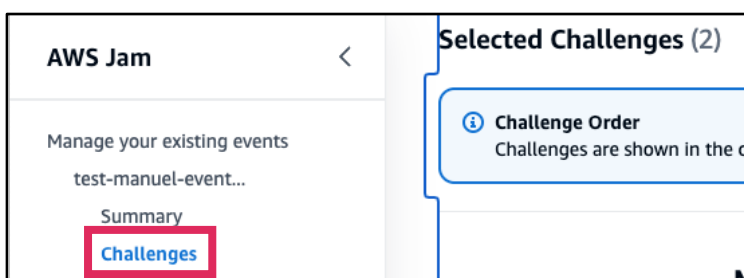 AWS Jam
Manage your existing events
test-manuel-event...
Summary
Challenges
Selected Challenges (2)
Challenge Order
Challenges are shown in the